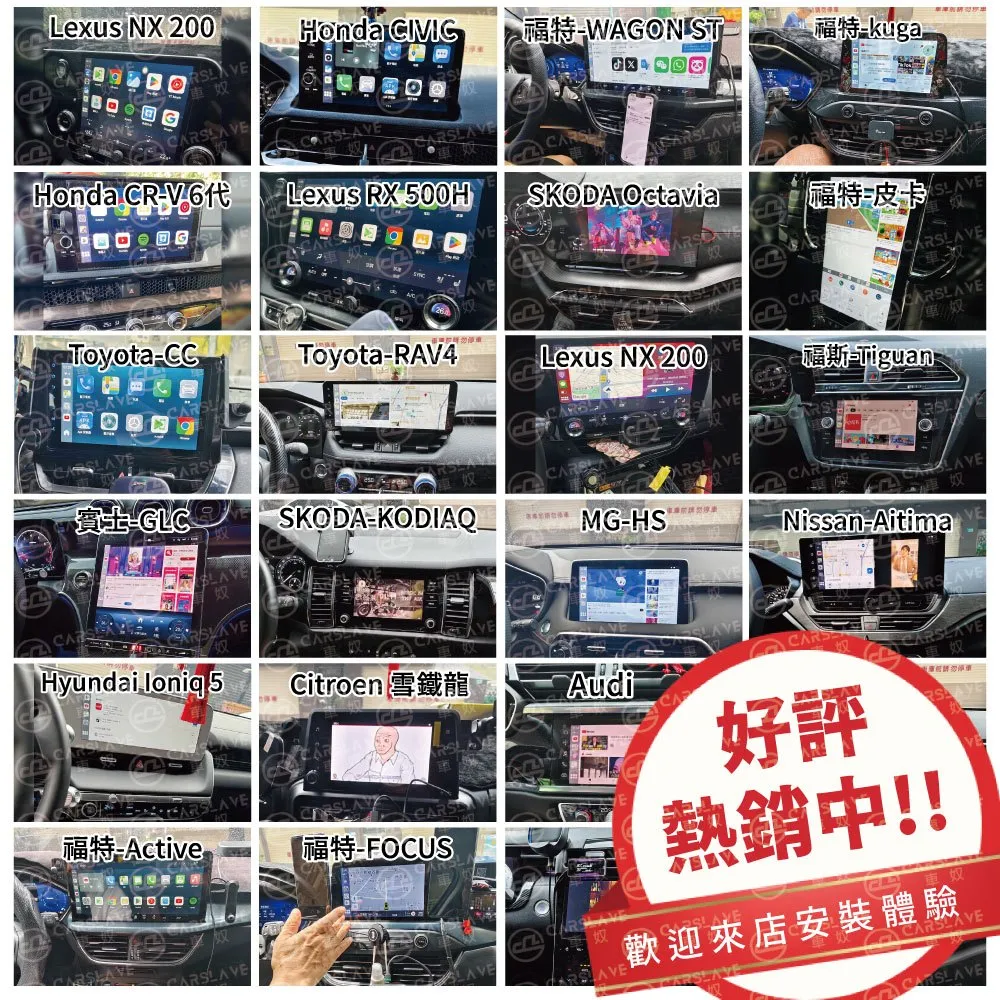 Lexus NX 200
Honda CIVIC
福特-WAGON ST
福特-kuga
Honda CR-V 6代
Lexus RX 500H
SKODA Octavia
福特-皮卡
Toyota-CC
Toyota-RAV4
Lexus NX 200
福斯-Tiguan
賓士-GLC
SKODA-KODIAQ
MG-HS
Nissan-Aitima
Hyundai Ioniq 5
Citroen 雪鐵龍
Audi
福特-Active
福特-FOCUS
好評
熱銷中!!
歡迎來店安裝體驗
CARSLAVE
車奴